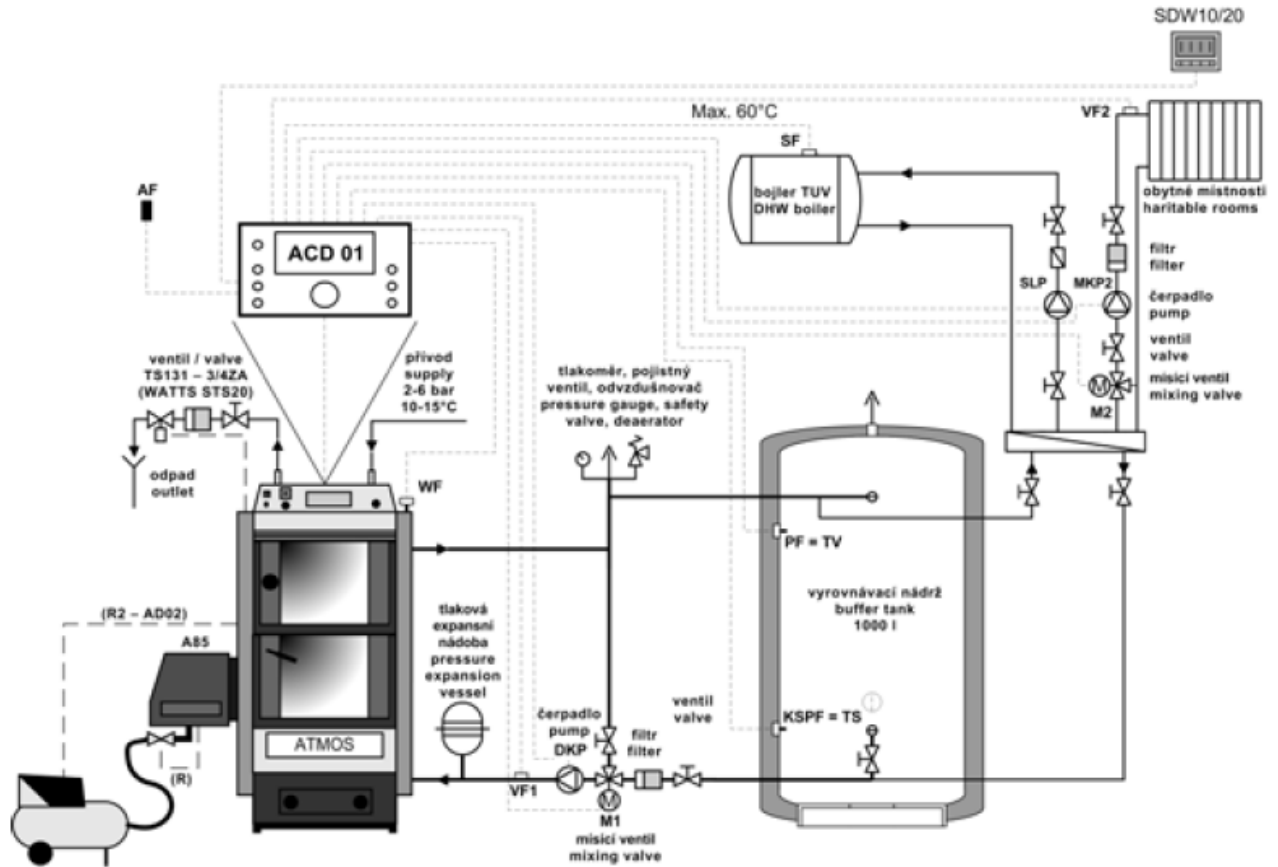 SDW10/20
Max. 60°C
VF2
SF
AF
bojler TUV
DHW boiler
obytné místnosti
haritable rooms
ACD 01
filtr
filter
SLP
MKP2
čerpadlo
pump
ventil / valve
TS131 – 3/4ZA
(WATTS STS20)
přívod
supply
2-6 bar
10-15°C
tlakoměr, pojistný
ventil, odvzdušnovač
pressure gauge, safety
valve, deaerator
ventil
valve
M
misicí ventil
mixing valve
M2
odpad
outlet
WF
PF = TV
vyrovnávací nádrž
buffer tank
1000 l
(R2 – AD02)
A85
tlaková
expansní
nádoba
pressure
expansion
vessel
ventil
valve
KSPF = TS
čerpadlo
pump
DKP
filtr
filter
ATMOS
(R)
VF1
M
M1
misicí ventil
mixing valve